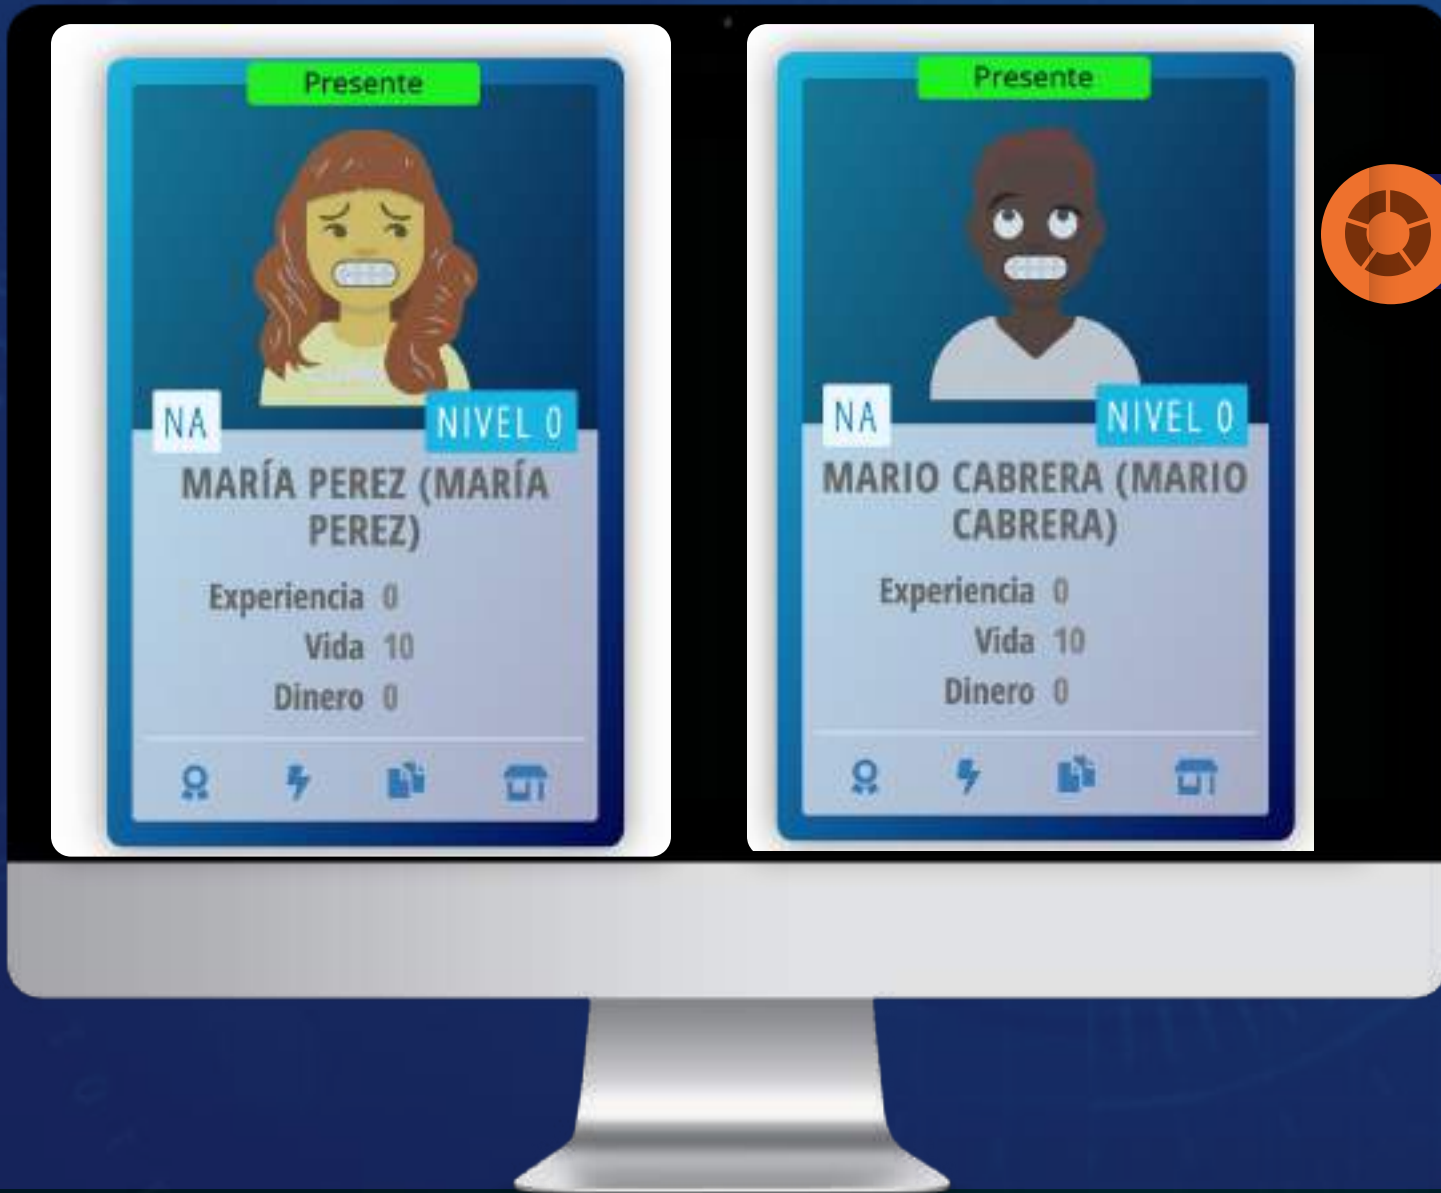 Presente
NA
NIVEL 0
MARÍA PEREZ (MARÍA
PEREZ)
Experiencia 0
Vida 10
Dinero 0
Presente
NA
NIVEL 0
MARIO CABRERA (MARIO
CABRERA)
Experiencia 0
Vida 10
Dinero 0